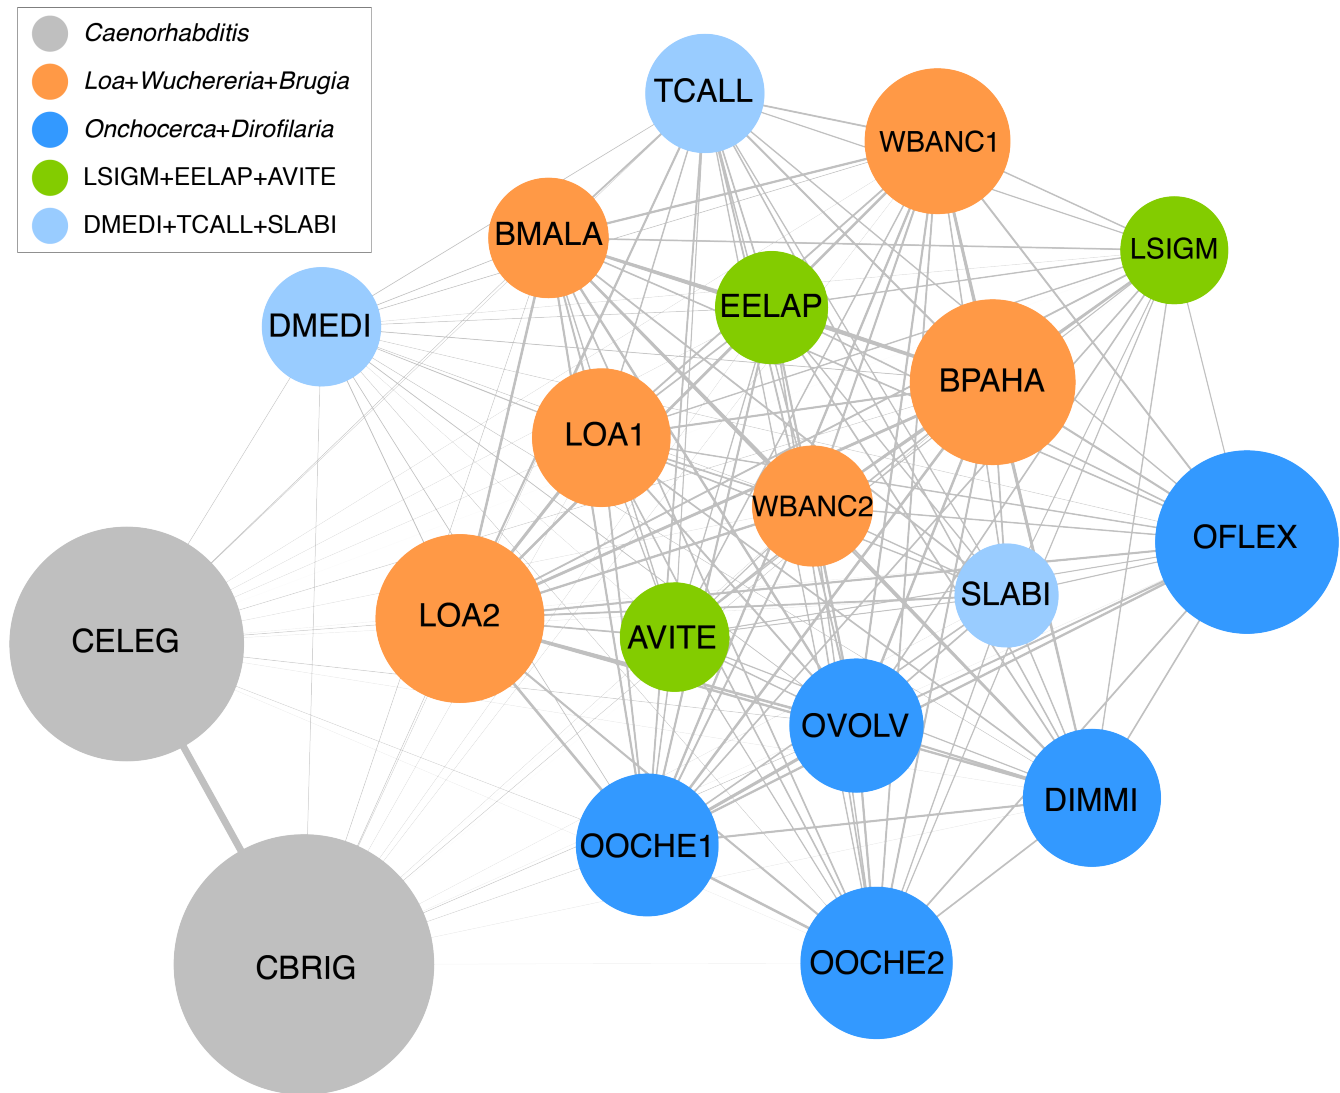 Caenorhabditis
Loa+Wuchereria+Brugia
Onchocerca+Dirofilaria
LSIGM+EELAP+AVITE
DMEDI+TCALL+SLABI
TCALL
WBANC1
BMALA
LSIGM
EELAP
DMEDI
BPAHA
LOA1
WBANC2
OFLEX
SLABI
LOA2
AVITE
CELEG
OVOLV
DIMMI
OOCHE1
OOCHE2
CBRIG